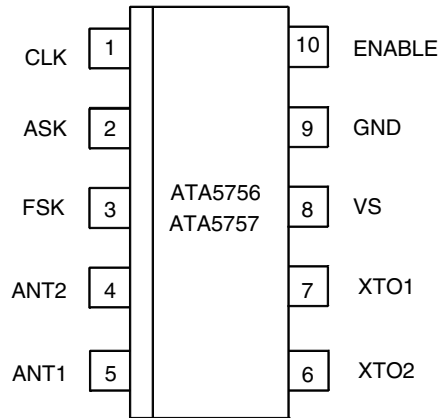 CLK 1 10 ENABLE
ASK 2 9 GND
ATA5756
FSK 3 8 VS
ATA5757
ANT2 4 7 XTO1
ANT1 5 6 XTO2